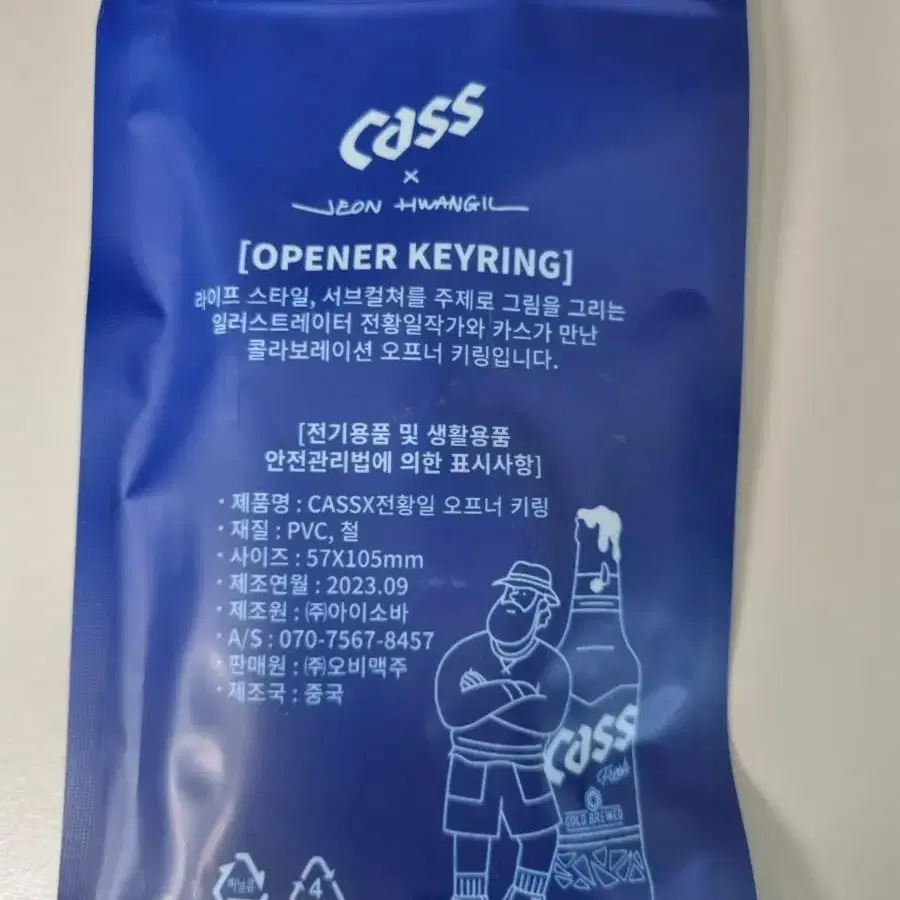 Cass
×
JEON HWANGIL
[OPENER KEYRING]
라이프 스타일, 서브컬쳐를 주제로 그림을 그리는
일러스트레이터 전황일작가와 카스가 만난
콜라보레이션 오프너 키링입니다.
[전기용품 및 생활용품
안전관리법에 의한 표시사항]
· 제품명 : CASSX전황일 오프너 키링
· 재질 : PVC, 철
· 사이즈 : 57X105mm
· 제조연월 : 2023.09
· 제조원 : ㈜아이소바
· A/S : 070-7567-8457
· 판매원 : ㈜오비맥주
· 제조국 : 중국
Cass
Fresh
COLD BREWED
비닐류
4